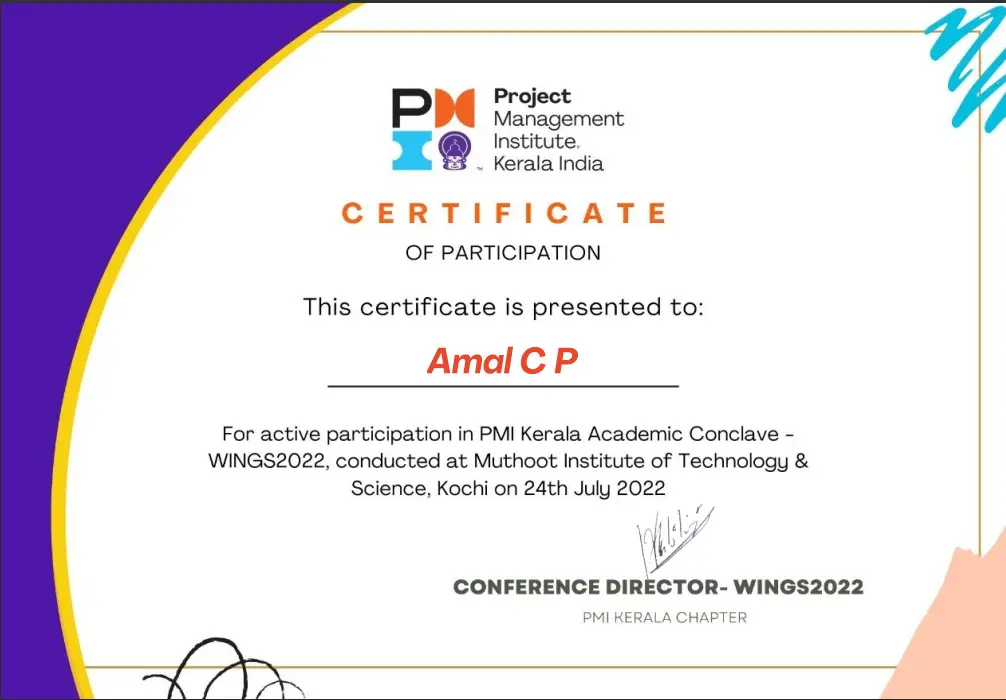 PM
Project
Management
Institute.
Kerala India
CERTIFICATE
OF PARTICIPATION
This certificate is presented to:
Amal C P
For active participation in PMI Kerala Academic Conclave -
WINGS2022, conducted at Muthoot Institute of Technology &
Science, Kochi on 24th July 2022
CONFERENCE DIRECTOR- WINGS2022
PMI KERALA CHAPTER